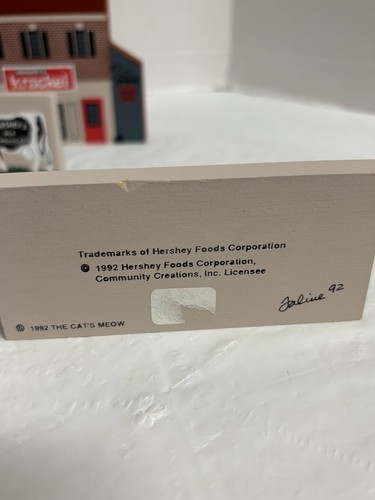 Krackel
Trademarks of Hershey Foods Corporation
© 1992 Hershey Foods Corporation,
Community Creations, Inc. Licensee
Faline 92
© 1992 THE CAT'S MEOW